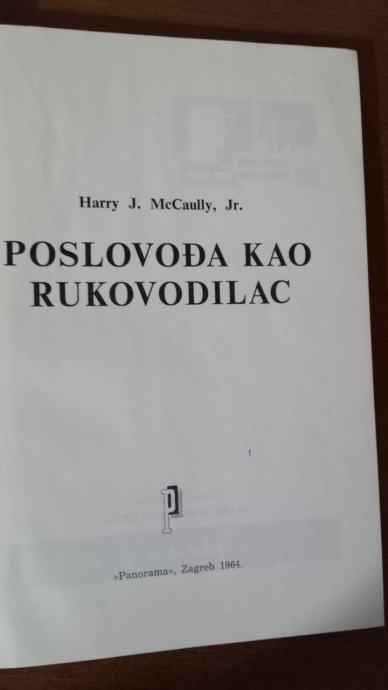 Harry J. McCaully, Jr.
POSLOVOĐA KAO
RUKOVODILAC
P
»Panorama«, Zagreb 1964.